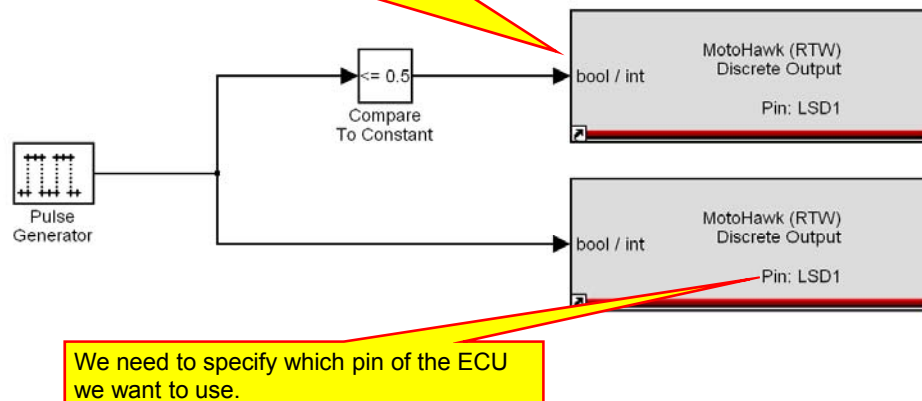 MotoHawk (RTW)
Discrete Output
bool / int
Pin: LSD1
<= 0.5
Compare
To Constant
Pulse
Generator
MotoHawk (RTW)
Discrete Output
bool / int
Pin: LSD1
We need to specify which pin of the ECU
we want to use.